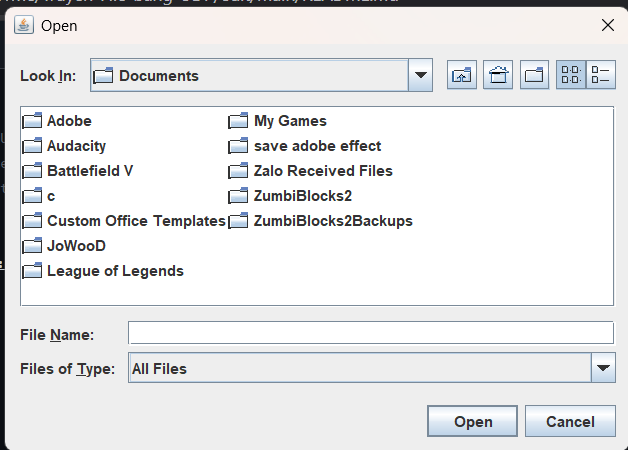 Open
Look In: Documents
Adobe
Audacity
Battlefield V
c
Custom Office Templates
JoWooD
League of Legends
My Games
save adobe effect
Zalo Received Files
ZumbiBlocks2
ZumbiBlocks2Backups
File Name:
Files of Type: All Files
Open Cancel